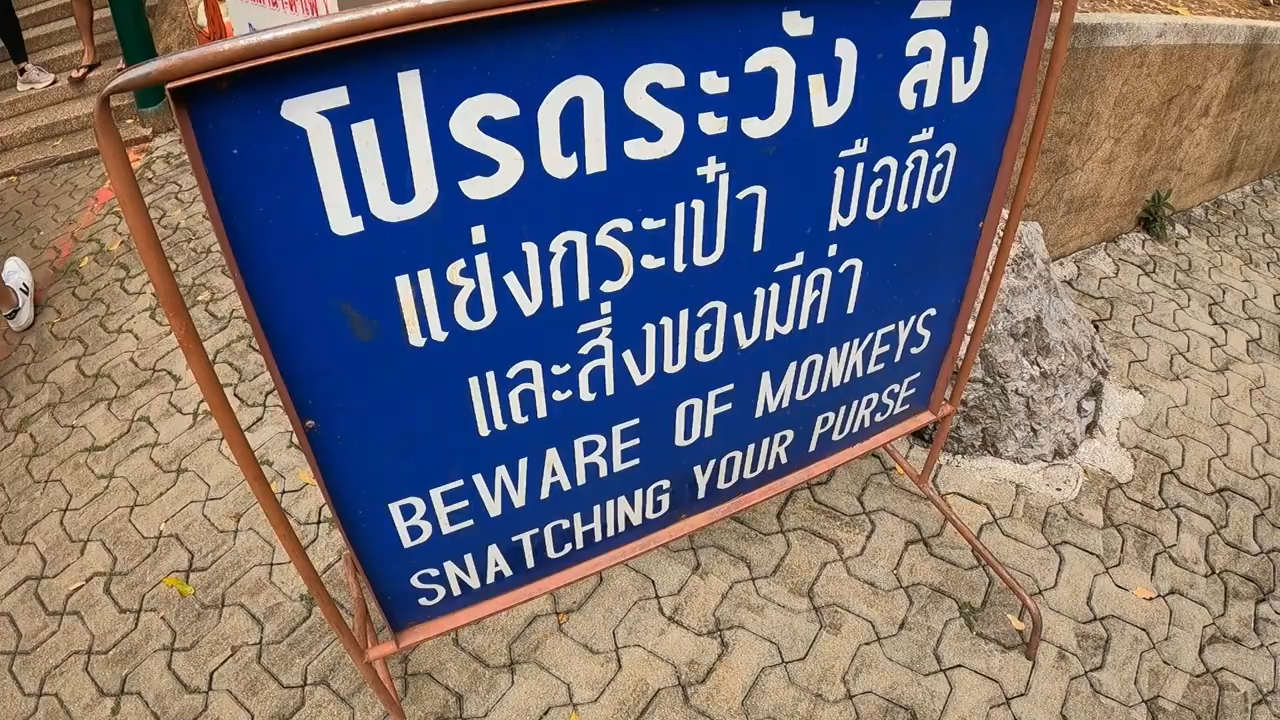 โปรดระวัง ลิง
แย่งกระเป๋า มือถือ
และสิ่งของมีค่า
BEWARE OF MONKEYS
SNATCHING YOUR PURSE